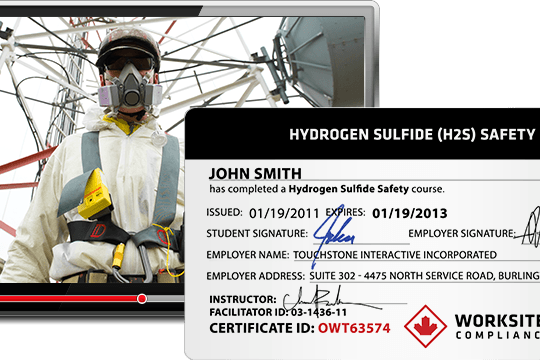 HYDROGEN SULFIDE (H2S) SAFETY
JOHN SMITH
has completed a Hydrogen Sulfide Safety course.
ISSUED: 01/19/2011 EXPIRES: 01/19/2013
STUDENT SIGNATURE: John EMPLOYER SIGNATURE:
EMPLOYER NAME: TOUCHSTONE INTERACTIVE INCORPORATED
EMPLOYER ADDRESS: SUITE 302 - 4475 NORTH SERVICE ROAD, BURLING
INSTRUCTOR:
FACILITATOR ID: 03-1436-11
CERTIFICATE ID: OWT63574
WORKSITE
COMPLIANC